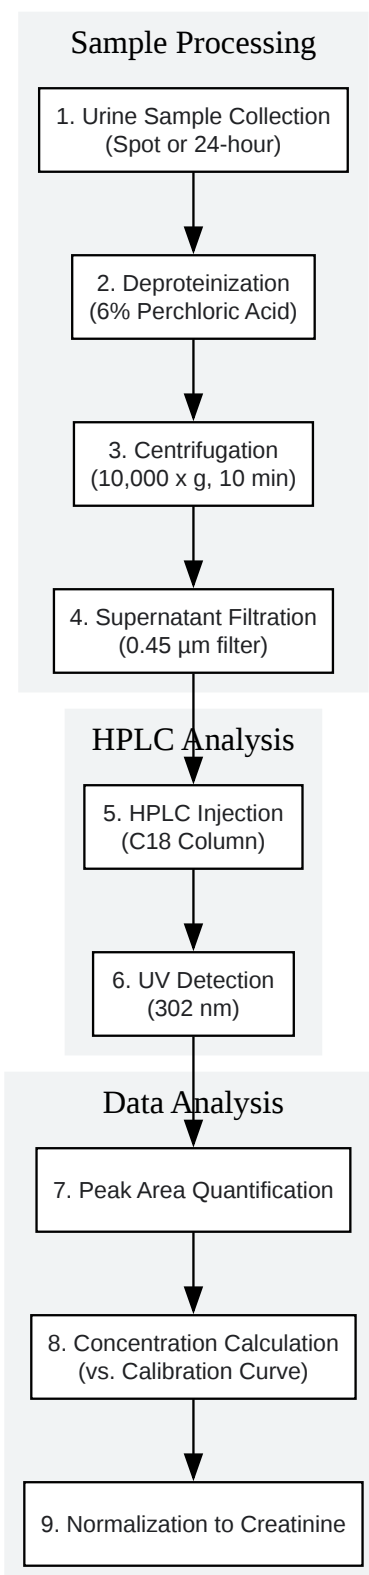 Sample Processing
1. Urine Sample Collection
(Spot or 24-hour)
2. Deproteinization
(6% Perchloric Acid)
3. Centrifugation
(10,000 x g, 10 min)
4. Supernatant Filtration
(0.45 µm filter)
HPLC Analysis
5. HPLC Injection
(C18 Column)
6. UV Detection
(302 nm)
Data Analysis
7. Peak Area Quantification
8. Concentration Calculation
(vs. Calibration Curve)
9. Normalization to Creatinine